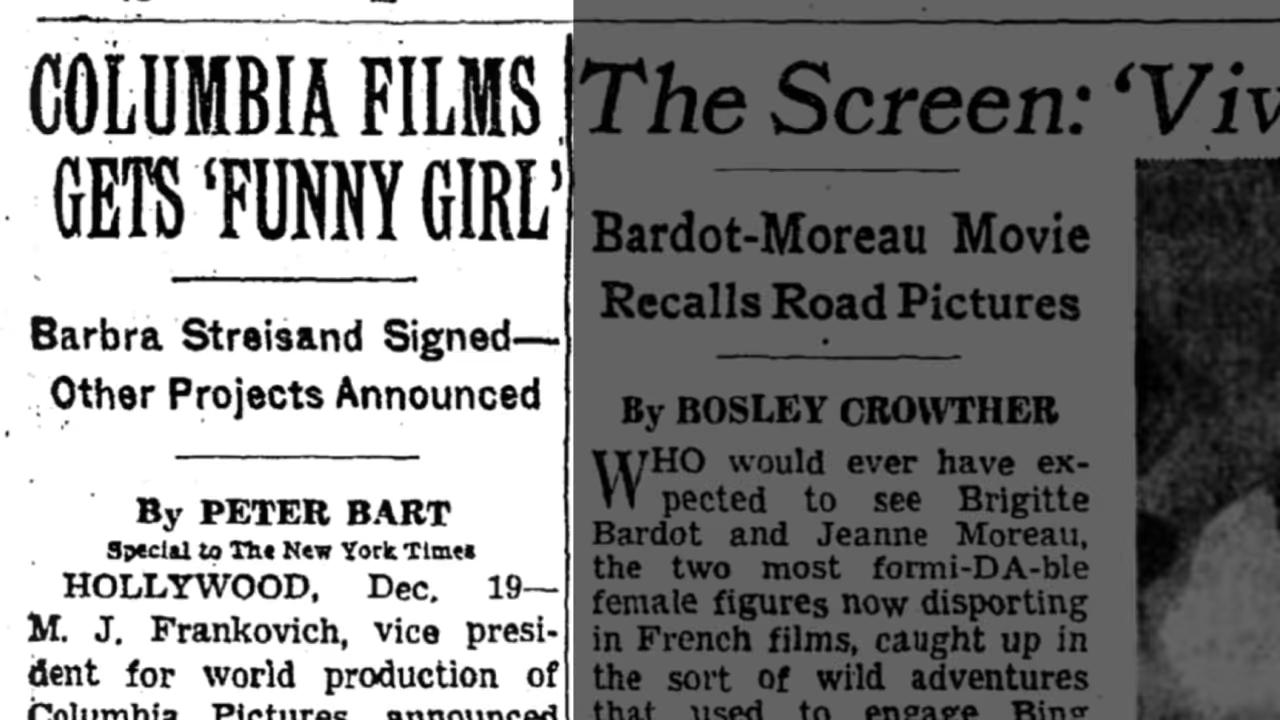 COLUMBIA FILMS
GETS 'FUNNY GIRL'
Barbra Streisand Signed—
Other Projects Announced
By PETER BART
Special to The New York Times
HOLLYWOOD, Dec. 19—
M. J. Frankovich, vice presi-
dent for world production of
Columbia Pictures, announced
The Screen: 'Viv
Bardot-Moreau Movie
Recalls Road Pictures
By BOSLEY CROWTHER
WHO would ever have ex-
pected to see Brigitte
Bardot and Jeanne Moreau,
the two most formi-DA-ble
female figures now disporting
in French films, caught up in
the sort of wild adventures
that used to engage Bing